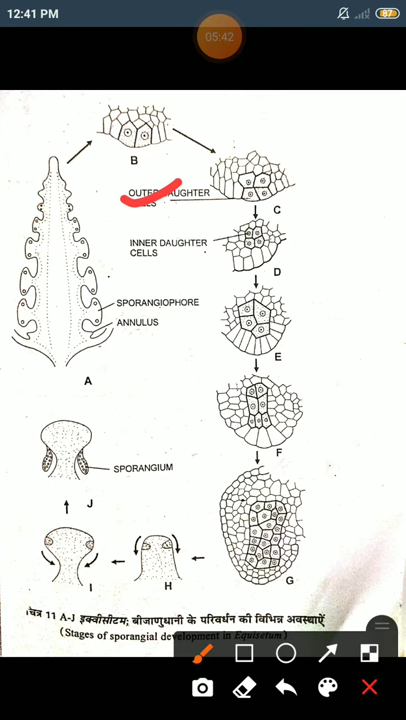 12:41 PM
87
05:42
B
OUTER DAUGHTER
CELLS
C
INNER DAUGHTER
CELLS
D
SPORANGIOPHORE
ANNULUS
E
A
F
SPORANGIUM
J
I
H
G
चित्र 11 A-J इक्वीसीटम; बीजाणुधानी के परिवर्धन की विभिन्न अवस्थाऐं
(Stages of sporangial development in Equisetum)